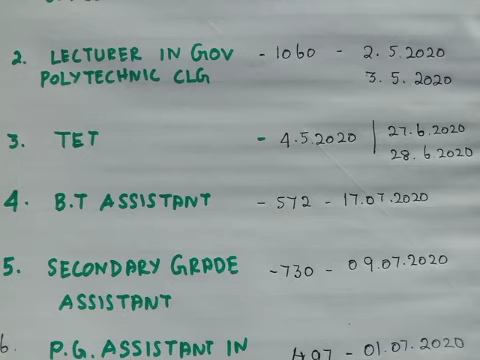 2. LECTURER IN GOV - 1060 - 2.5.2020
POLYTECHNIC CLG 3.5.2020
3. TET - 4.5.2020 | 27.6.2020
28.6.2020
4. B.T ASSISTANT - 572 - 17.07.2020
5. SECONDARY GRADE - 730 - 09.07.2020
ASSISTANT
6. P.G. ASSISTANT IN 497 - 01.07.2020